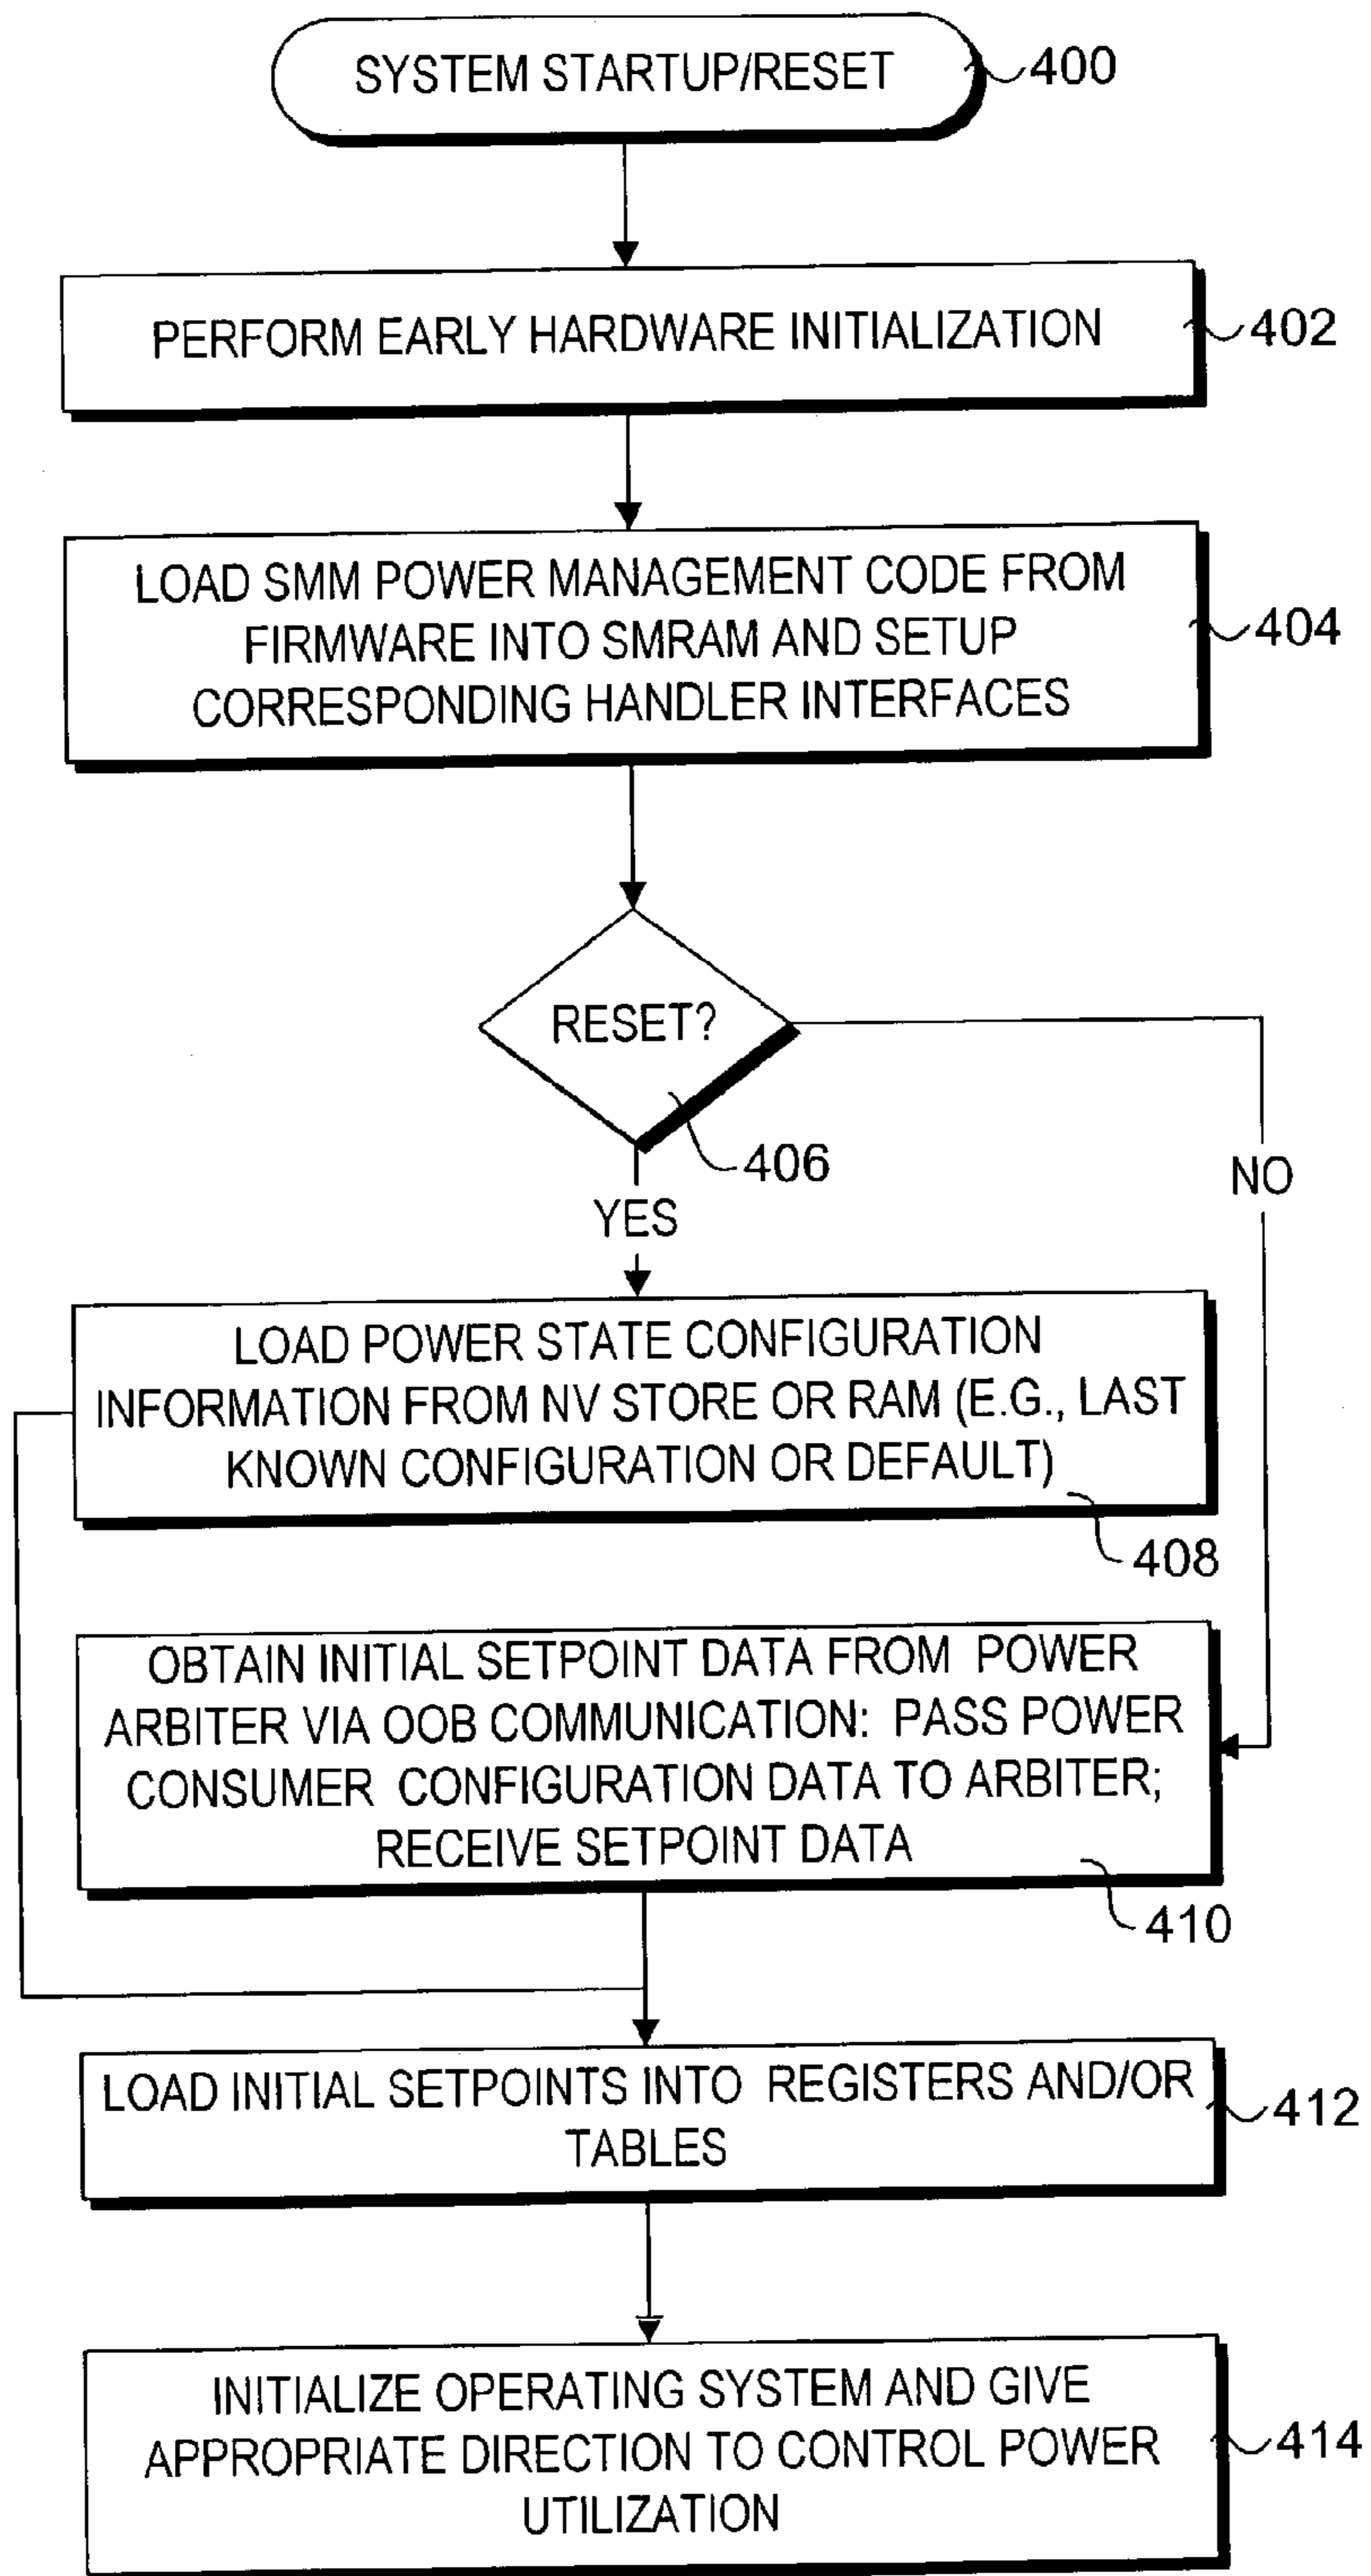 SYSTEM STARTUP/RESET
400
PERFORM EARLY HARDWARE INITIALIZATION
402
LOAD SMM POWER MANAGEMENT CODE FROM
FIRMWARE INTO SMRAM AND SETUP
CORRESPONDING HANDLER INTERFACES
404
RESET?
406
NO
YES
LOAD POWER STATE CONFIGURATION
INFORMATION FROM NV STORE OR RAM (E.G., LAST
KNOWN CONFIGURATION OR DEFAULT)
408
OBTAIN INITIAL SETPOINT DATA FROM POWER
ARBITER VIA OOB COMMUNICATION: PASS POWER
CONSUMER CONFIGURATION DATA TO ARBITER;
RECEIVE SETPOINT DATA
410
LOAD INITIAL SETPOINTS INTO REGISTERS AND/OR
TABLES
412
INITIALIZE OPERATING SYSTEM AND GIVE
APPROPRIATE DIRECTION TO CONTROL POWER
UTILIZATION
414